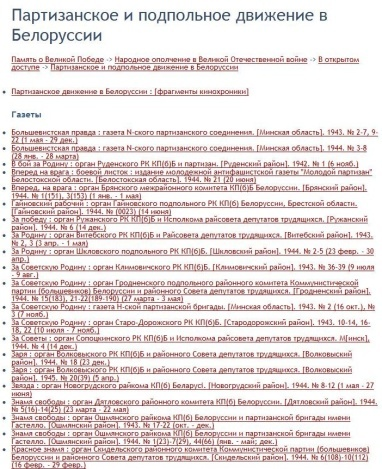 Партизанское и подпольное движение в
Белоруссии
Память о Великой Победе -> Народное ополчение в Великой Отечественной войне -> В открытом
доступе -> Партизанское и подпольное движение в Белоруссии
Партизанское движение в Белоруссии : [фрагменты кинохроники]
Газеты
Большевистская правда : газета N-ского партизанского соединения. [Минская область]. 1943. № 2-7, 9-
22 (1 мая - 29 дек.)
Большевистская правда : газета N-ского партизанского соединения. [Минская область]. 1944. № 3-8
(28 янв. - 28 марта)
В бой за Родину : орган Руденского РК КП(б)Б и партизан. [Руденский район]. 1942. № 1 (6 нояб.)
Вперед на врага : боевой листок : издание молодежной антифашистской газеты "Молодой партизан"
Белостокской области. [Белостокская область]. 1944. № 21 (20 июня)
Вперед, на врага : орган Брянского межрайонного комитета КП(б)Б Белоруссии. [Брянский район].
1944. № 1(151), 3(153) (1 янв. - 1 мая)
Гайновский рабочий : орган Гайновского подпольного РК КП(б) Белоруссии, Брестской области.
[Гайновский район]. 1944. № (0023) (14 июня)
За победу : орган Ружанского РК КП(б)Б и Исполкома райсовета депутатов трудящихся. [Ружанский
район]. 1944. № 6 (14 дек.)
За Родину : орган Витебского РК КП(б)Б и Райсовета депутатов трудящихся. [Витебский район]. 1943.
№ 2, 3 (3 апр. - 1 мая)
За Родину : орган Шкловского подпольного РК КП(б)Б. [Шкловский район]. 1944. № 2-5 (23 февр. - 30
апр.)
За Советскую Родину : орган Климовичского РК КП(б)Б. [Климовичский район]. 1943. № 36-39 (9 июля
- 9 авг.)
За Советскую Родину : орган Гродненского подпольного районного комитета Коммунистической
партии (большевиков) Белоруссии и районного Совета депутатов трудящихся. [Гродненский район].
1944. № 15(183), 21-22(189-190) (27 марта - 3 мая)
За Советскую Родину : газета Н-ской партизанской бригады. [Минская область]. 1943. № 2 (16 окт.), №
3 (7 нояб.)
За Советскую Родину : орган Старо-Дорожского РК КП(б)Б. [Стародорожский район]. 1943. 10-14, 16-
18, 22 (10 июля - 7 нояб.)
За Советы : орган Сопоцкинского РК КП(б)Б и Исполкома райсовета депутатов трудящихся. М[инск],
1944. № 4 (14 дек.)
Заря : орган Волковыского РК КП(б)Б и районного Совета депутатов трудящихся. [Волковыский
район]. 1944. № 18 (23 дек.)
Заря : орган Волковыского РК КП(б)Б и районного Совета депутатов трудящихся. [Волковыский
район]. 1945. № 20(39) (5 апр.)
Звязда : орган Новогрудского райкома КП(б) Беларусі. [Новогрудский район]. 1944. № 8-12 (1 мая - 27
июня)
Знамя свободы : орган Дятловского райкома КП(б) Белоруссии. [Дятловский район]. 1944.
№ 5(16)-14(25) (23 марта - 22 мая)
Знамя свободы : орган Ошмянского райкома КП(б) Белоруссии и партизанской бригады имени
Гастелло. [Ошмянский район]. 1943. № 17-22 (окт. - дек.)
Знамя свободы : орган Ошмянского райкома КП(б) Белоруссии и партизанской бригады имени
Гастелло. [Ошмянский район]. 1944. № 1(23)-7(29), 44(66) (янв. - май; дек.)
Красное знамя : орган Скидельского районного комитета Коммунистической партии (большевиков)
Белоруссии и районного Совета депутатов трудящихся. [Скидельский район]. 1944. № 6(108)-10(112)
(16 февр. - 29 февр.)